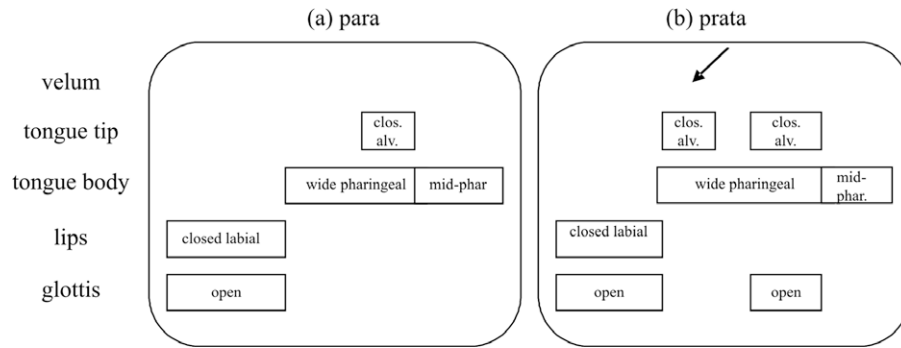 (a) para
(b) prata
velum
tongue tip
clos.
alv.
clos.
alv.
clos.
alv.
tongue body
wide pharingeal
mid-phar
wide pharingeal
mid-
phar.
lips
closed labial
closed labial
glottis
open
open
open